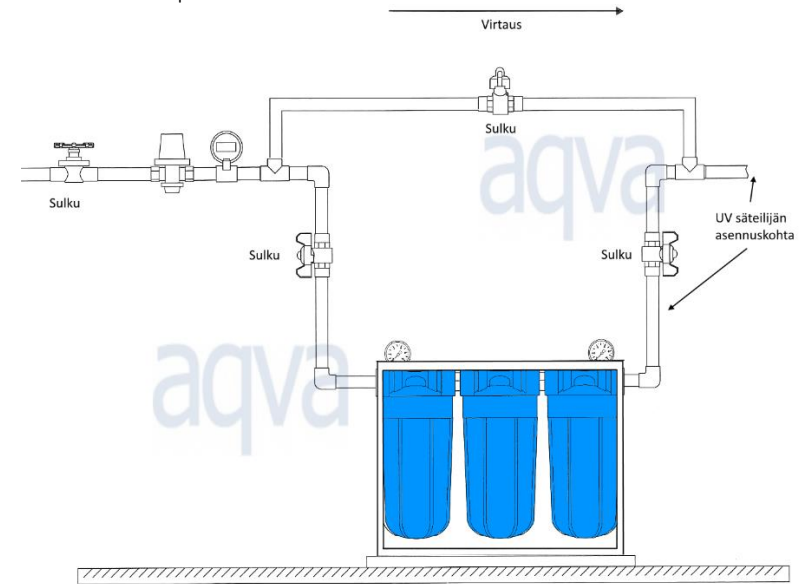 Virtaus
Sulku
aqva
Sulku
UV säteilijän
asennuskohta
Sulku
Sulku
aqva